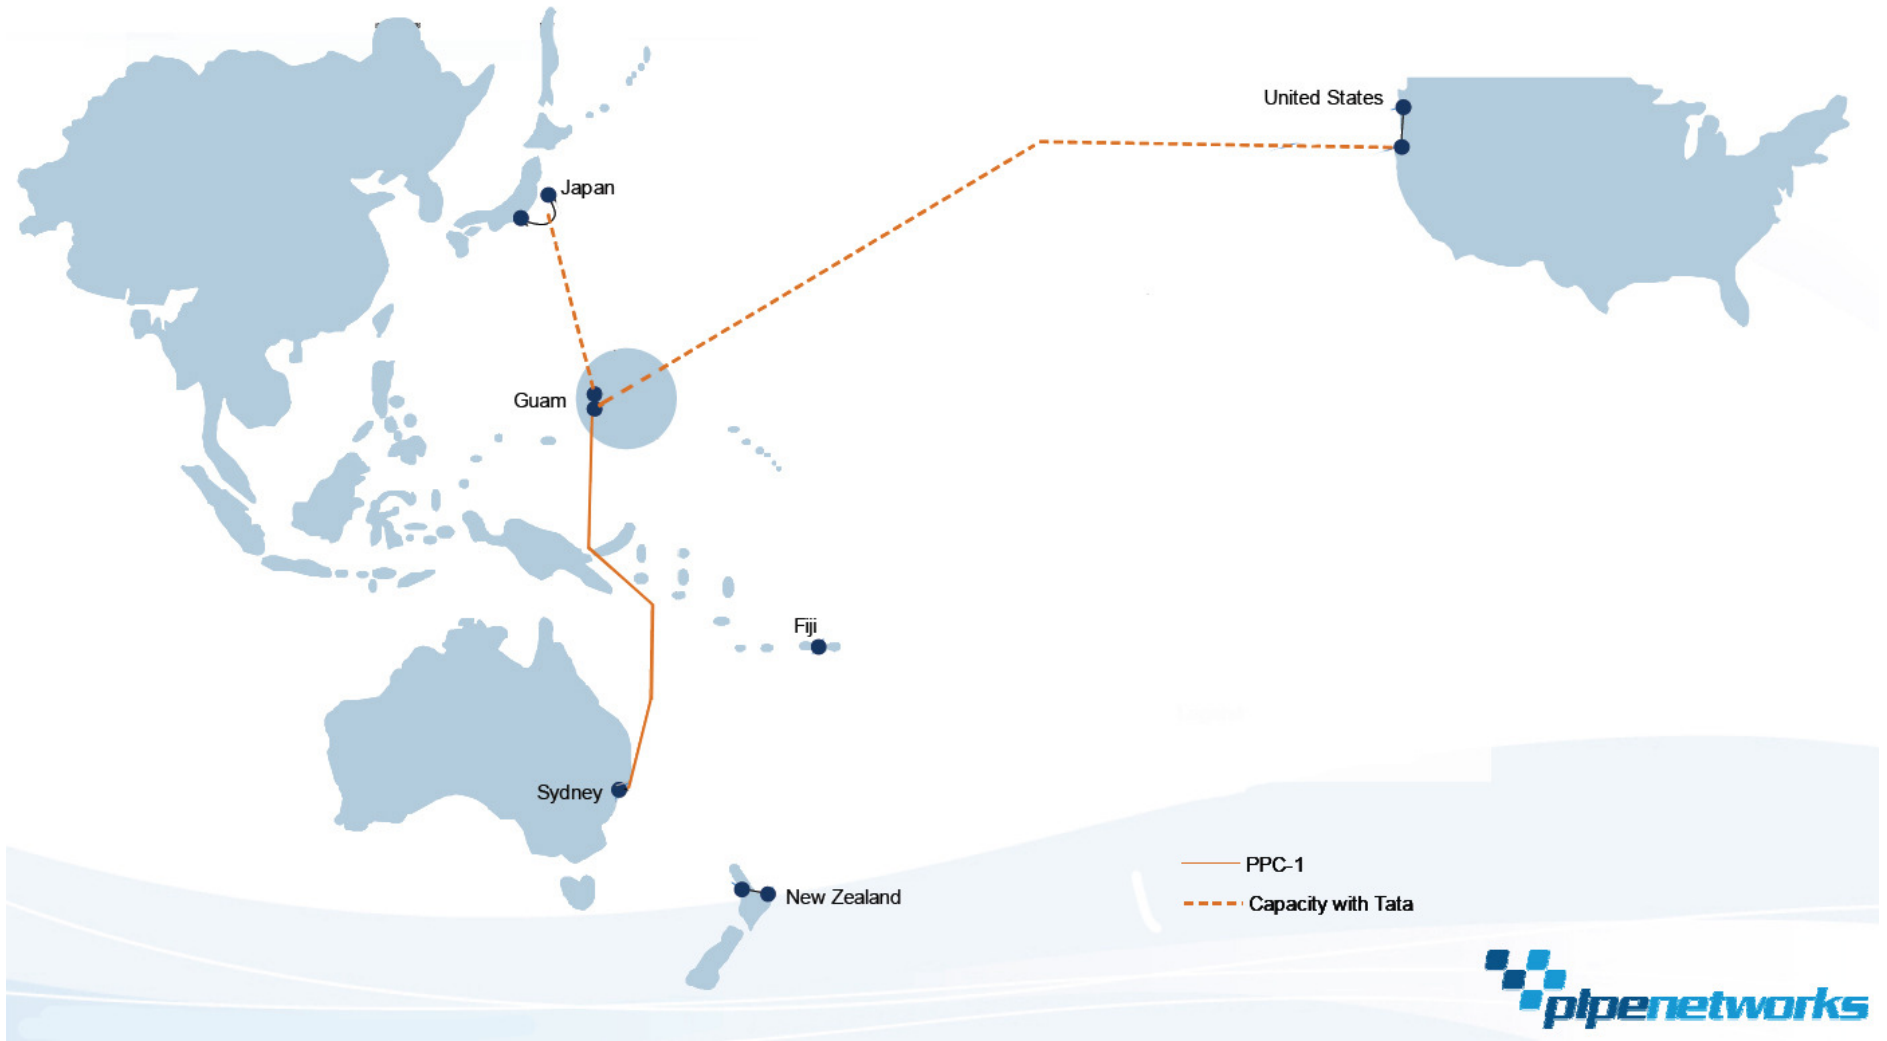 United States
Japan
Guam
Fiji
Sydney
New Zealand
PPC-1
Capacity with Tata
pipenetworks